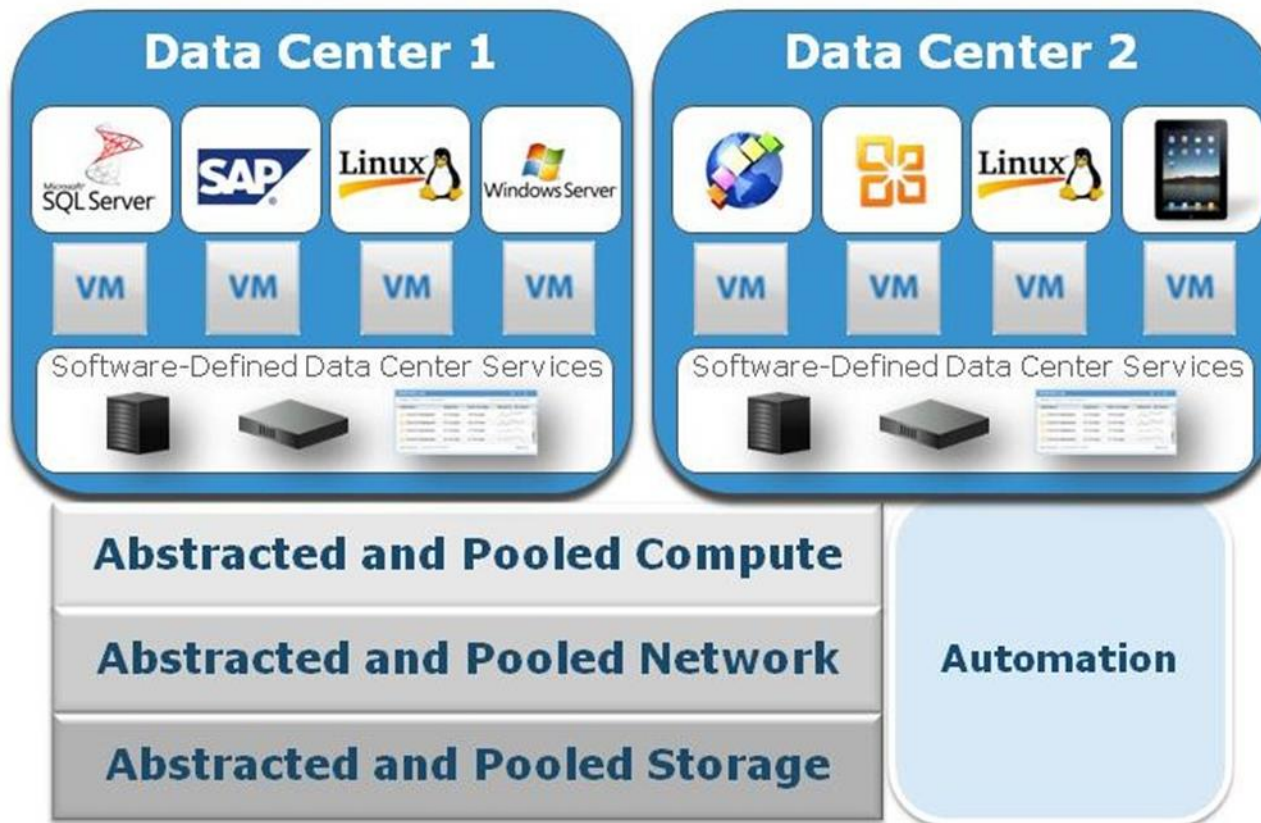 Data Center 1
Microsoft®
SQL Server
SAP®
Linux
Windows Server
VM
VM
VM
VM
Software-Defined Data Center Services
Data Center 2
Linux
VM
VM
VM
VM
Software-Defined Data Center Services
Abstracted and Pooled Compute
Abstracted and Pooled Network
Abstracted and Pooled Storage
Automation